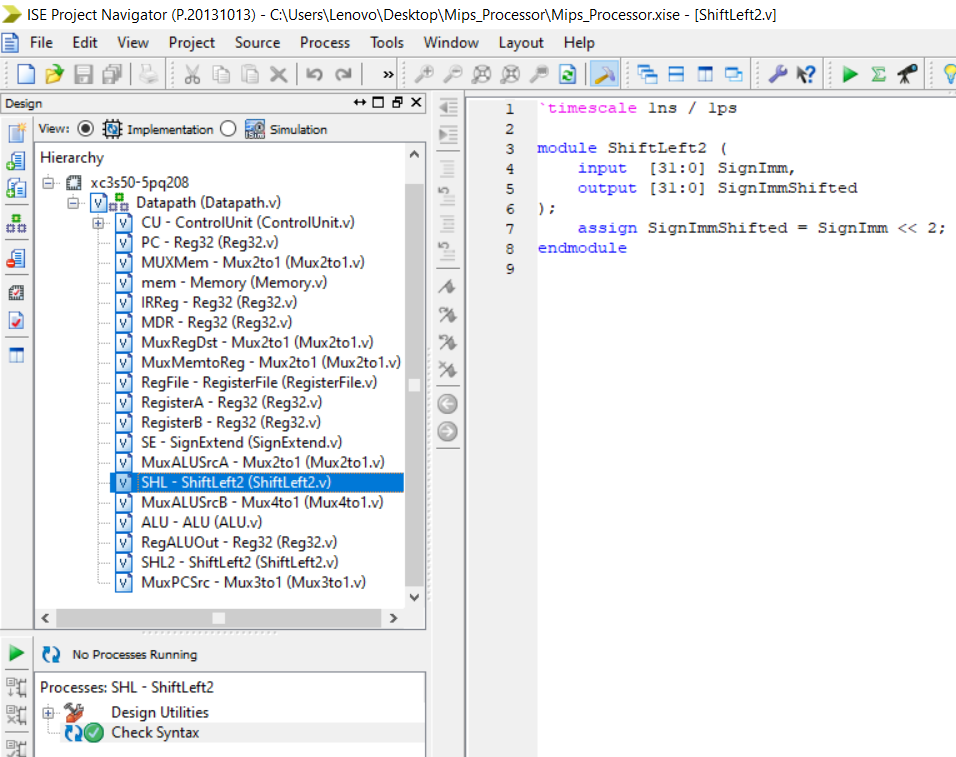 ISE Project Navigator (P.20131013) - C:\Users\Lenovo\Desktop\Mips_Processor\Mips_Processor.xise - [ShiftLeft2.v]
File Edit View Project Source Process Tools Window Layout Help
»
Design
View: Implementation Simulation
Hierarchy
xc3s50-5pq208
Datapath (Datapath.v)
CU - ControlUnit (ControlUnit.v)
PC - Reg32 (Reg32.v)
MUXMem - Mux2to1 (Mux2to1.v)
mem - Memory (Memory.v)
IRReg - Reg32 (Reg32.v)
MDR - Reg32 (Reg32.v)
MuxRegDst - Mux2to1 (Mux2to1.v)
MuxMemtoReg - Mux2to1 (Mux2to1.v)
RegFile - RegisterFile (RegisterFile.v)
RegisterA - Reg32 (Reg32.v)
RegisterB - Reg32 (Reg32.v)
SE - SignExtend (SignExtend.v)
MuxALUSrcA - Mux2to1 (Mux2to1.v)
SHL - ShiftLeft2 (ShiftLeft2.v)
MuxALUSrcB - Mux4to1 (Mux4to1.v)
ALU - ALU (ALU.v)
RegALUOut - Reg32 (Reg32.v)
SHL2 - ShiftLeft2 (ShiftLeft2.v)
MuxPCSrc - Mux3to1 (Mux3to1.v)
No Processes Running
Processes: SHL - ShiftLeft2
Design Utilities
Check Syntax
1 `timescale 1ns / 1ps
2
3 module ShiftLeft2 (
4 input [31:0] SignImm,
5 output [31:0] SignImmShifted
6 );
7 assign SignImmShifted = SignImm << 2;
8 endmodule
9